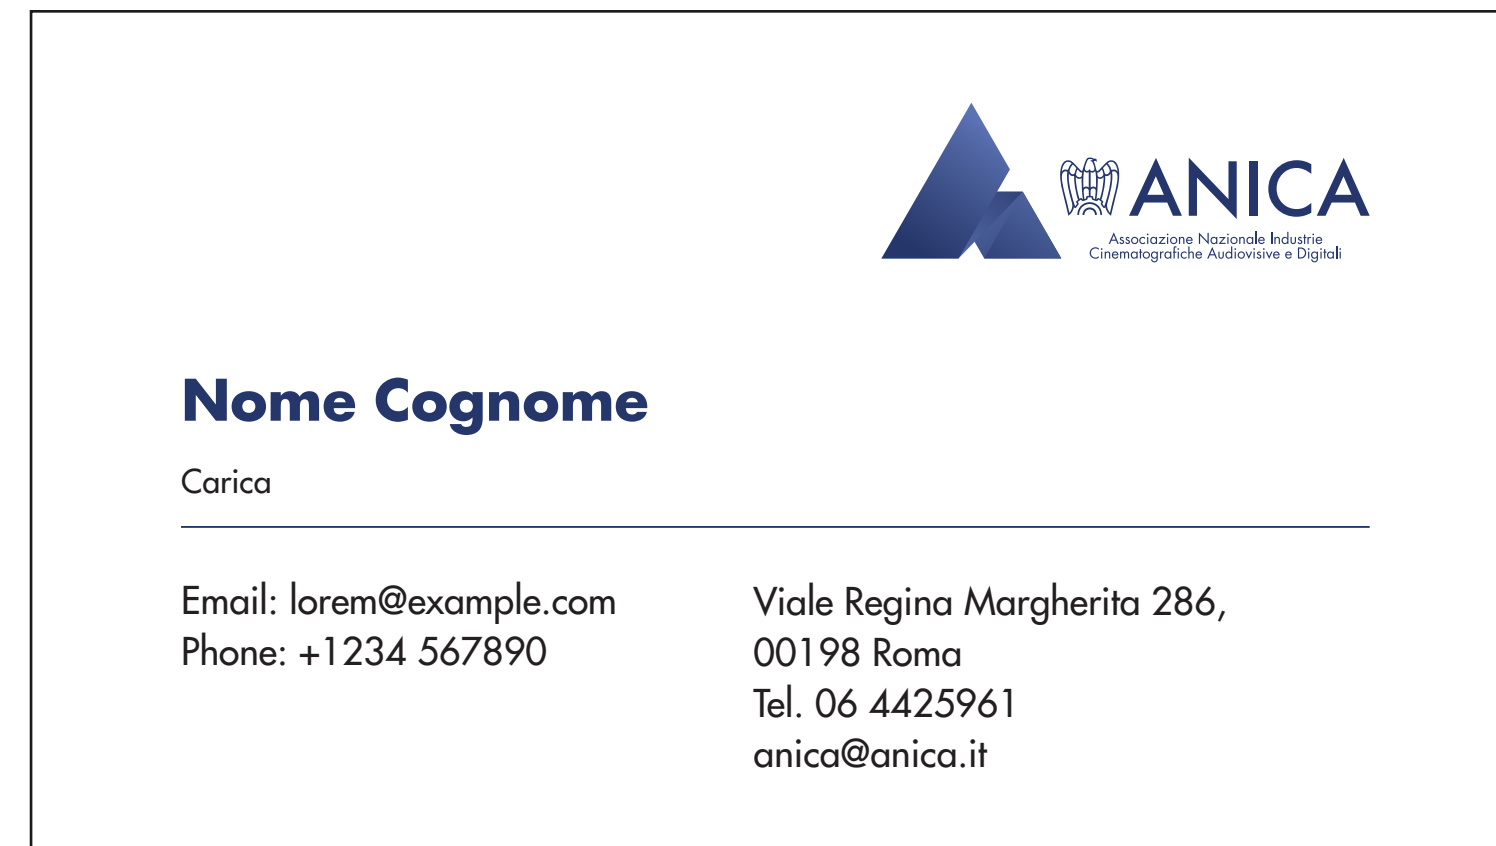 ANICA
Associazione Nazionale Industrie
Cinematografiche Audiovisive e Digitali
Nome Cognome
Carica
Email: lorem@example.com
Phone: +1234 567890
Viale Regina Margherita 286,
00198 Roma
Tel. 06 4425961
anica@anica.it